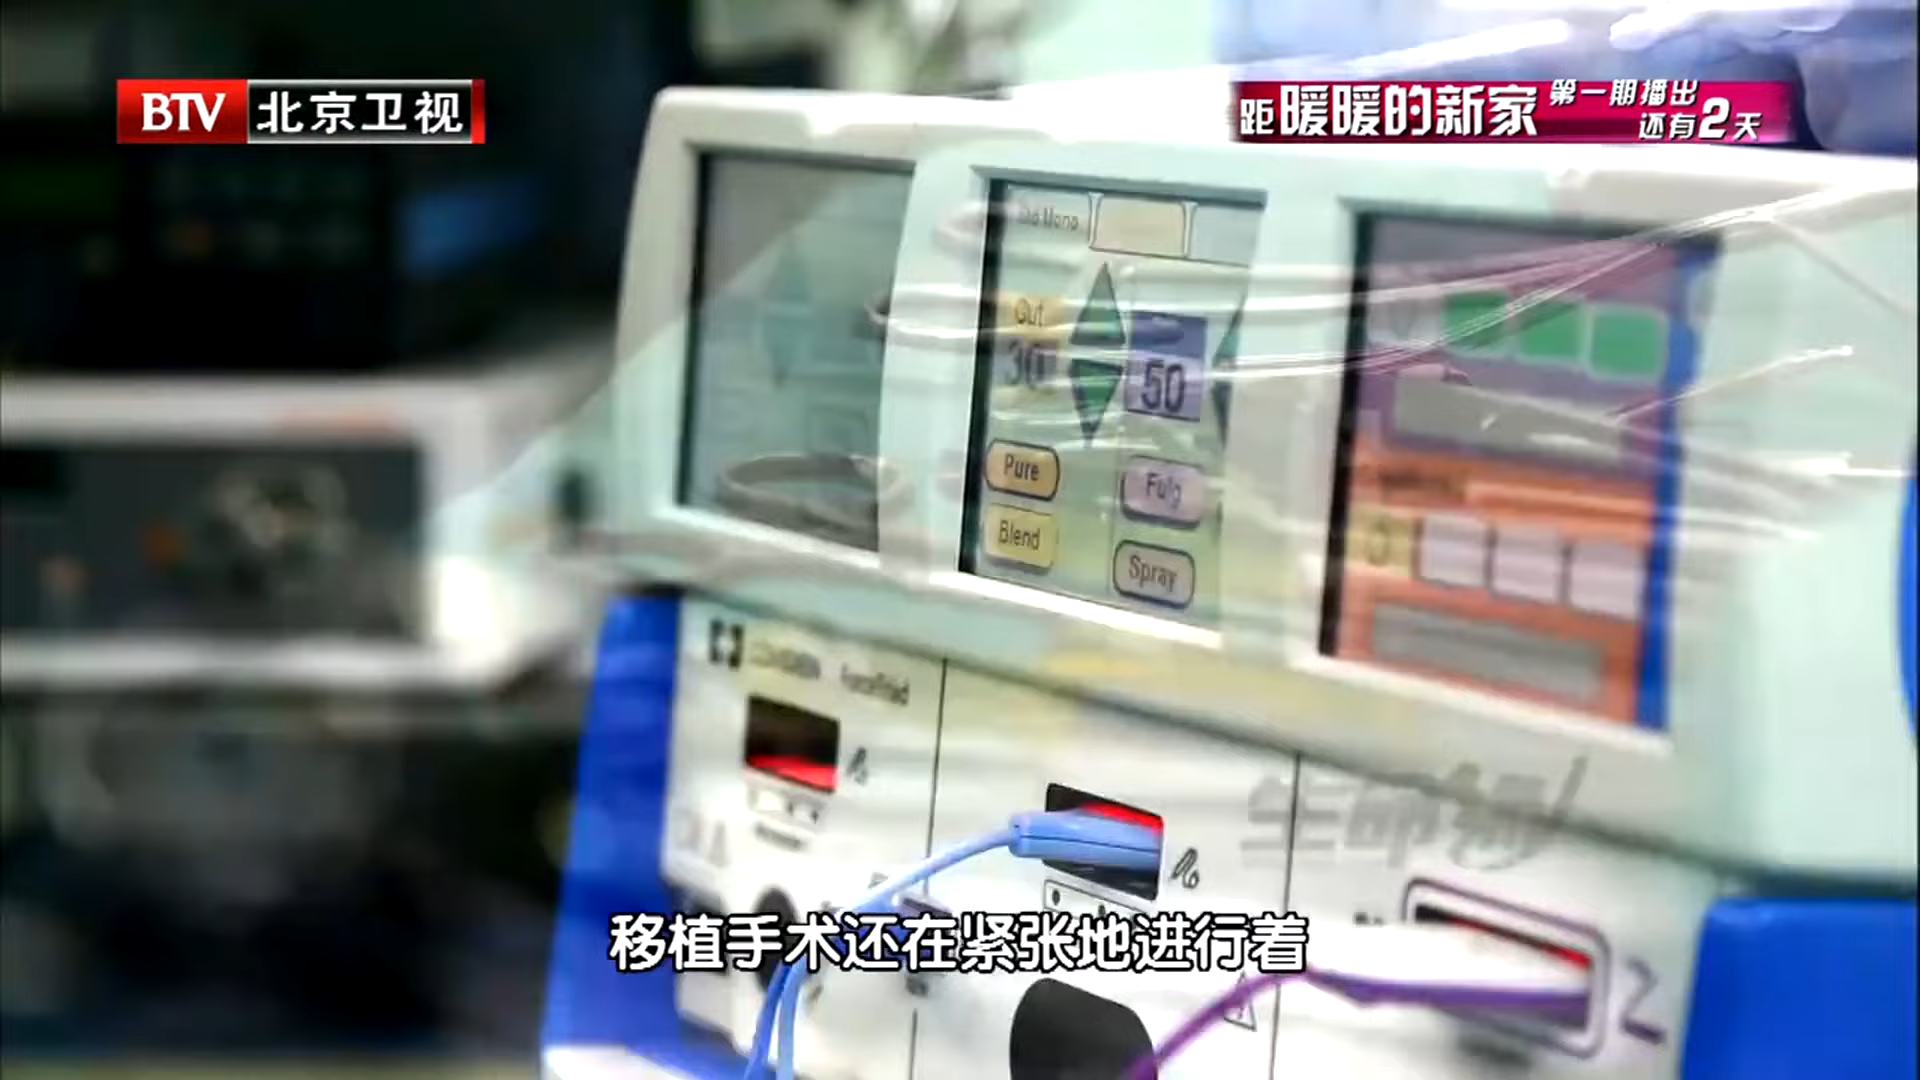 BTV 北京卫视
距暖暖的新家 第一期播出
还有2天
Cut
30
50
Pure
Fulg
Blend
Spray
生命缘
移植手术还在紧张地进行着
2